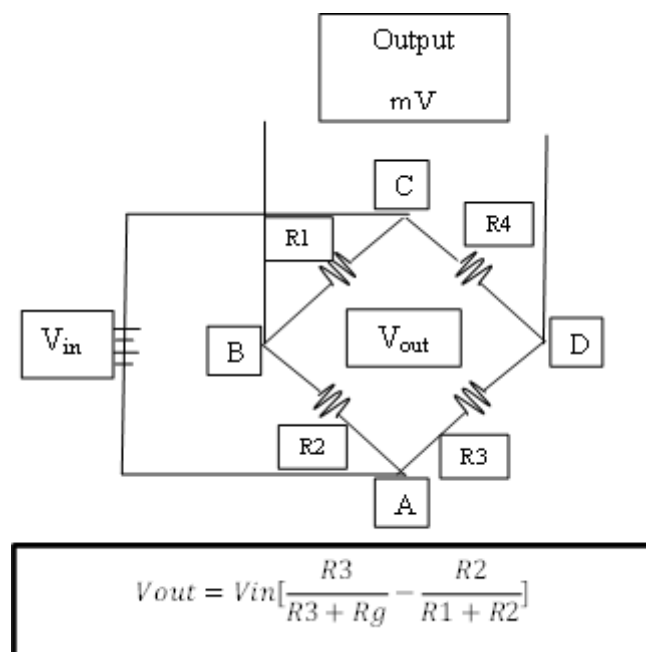 Output
mV
C
R1
R4
Vin
B
Vout
D
R2
R3
A
Vout = Vin[R3/(R3 + Rg) − R2/(R1 + R2)]